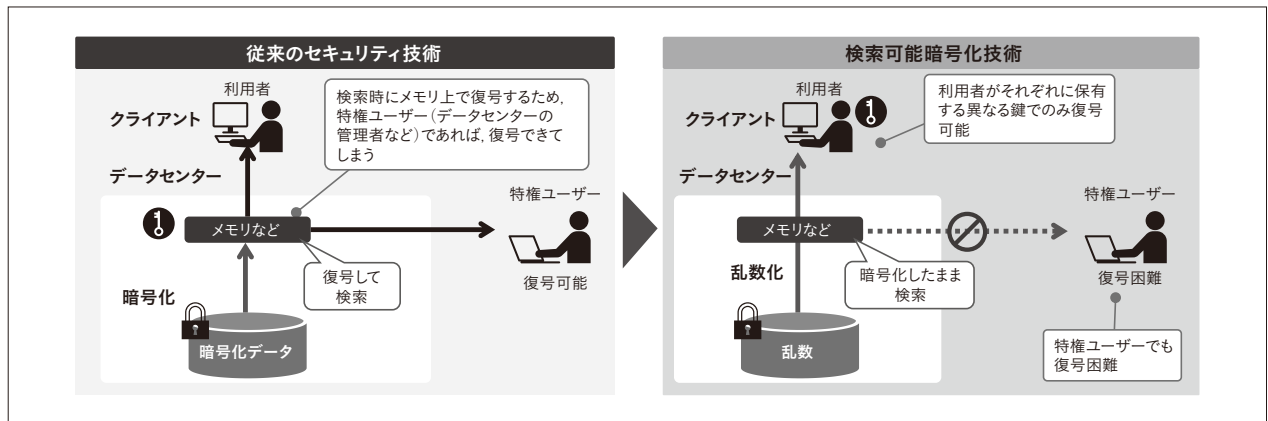 従来のセキュリティ技術
利用者
クライアント
検索時にメモリ上で復号するため,
特権ユーザー(データセンターの
管理者など)であれば, 復号できて
しまう
データセンター
特権ユーザー
メモリなど
復号して
検索
復号可能
暗号化
暗号化データ
検索可能暗号化技術
利用者
クライアント
利用者がそれぞれに保有
する異なる鍵でのみ復号
可能
データセンター
特権ユーザー
メモリなど
暗号化したまま
検索
復号困難
乱数化
乱数
特権ユーザーでも
復号困難